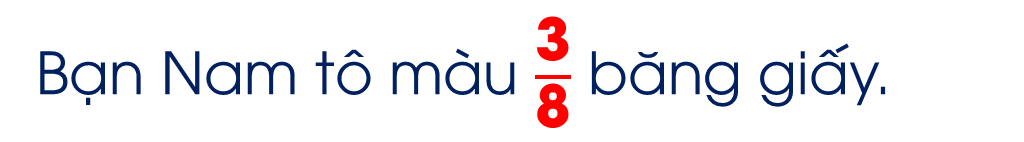 Bạn Nam tô màu 3/8 băng giấy.